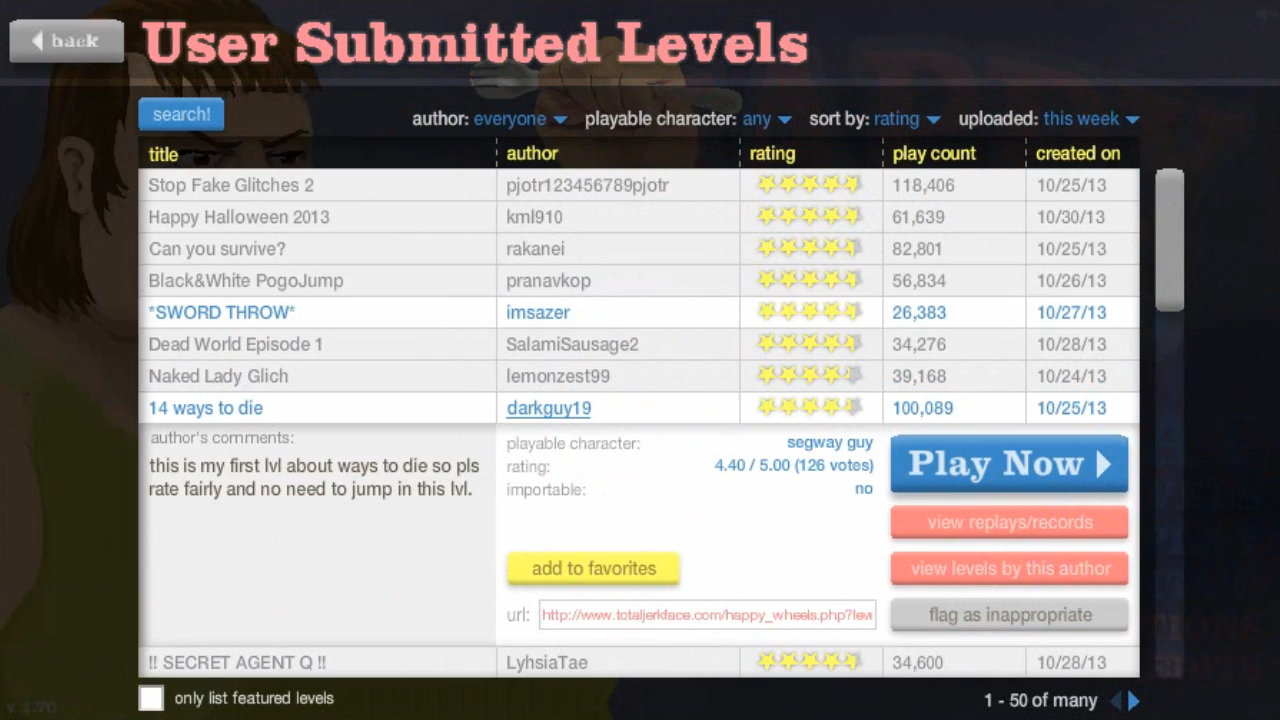 back
User Submitted Levels
search!
author: everyone playable character: any sort by: rating uploaded: this week
title author rating play count created on
Stop Fake Glitches 2 pjotr123456789pjotr 118,406 10/25/13
Happy Halloween 2013 kml910 61,639 10/30/13
Can you survive? rakanei 82,801 10/25/13
Black&White PogoJump pranavkop 56,834 10/26/13
*SWORD THROW* imsazer 26,383 10/27/13
Dead World Episode 1 SalamiSausage2 34,276 10/28/13
Naked Lady Glich lemonzest99 39,168 10/24/13
14 ways to die darkguy19 100,089 10/25/13
author's comments:
this is my first lvl about ways to die so pls
rate fairly and no need to jump in this lvl.
playable character: segway guy
rating: 4.40 / 5.00 (126 votes)
importable: no
add to favorites
url: http://www.totaljerkface.com/happy_wheels.php?leve
Play Now
view replays/records
view levels by this author
flag as inappropriate
!! SECRET AGENT Q !! LyhsiaTae 34,600 10/28/13
only list featured levels
1 - 50 of many
v 1.70